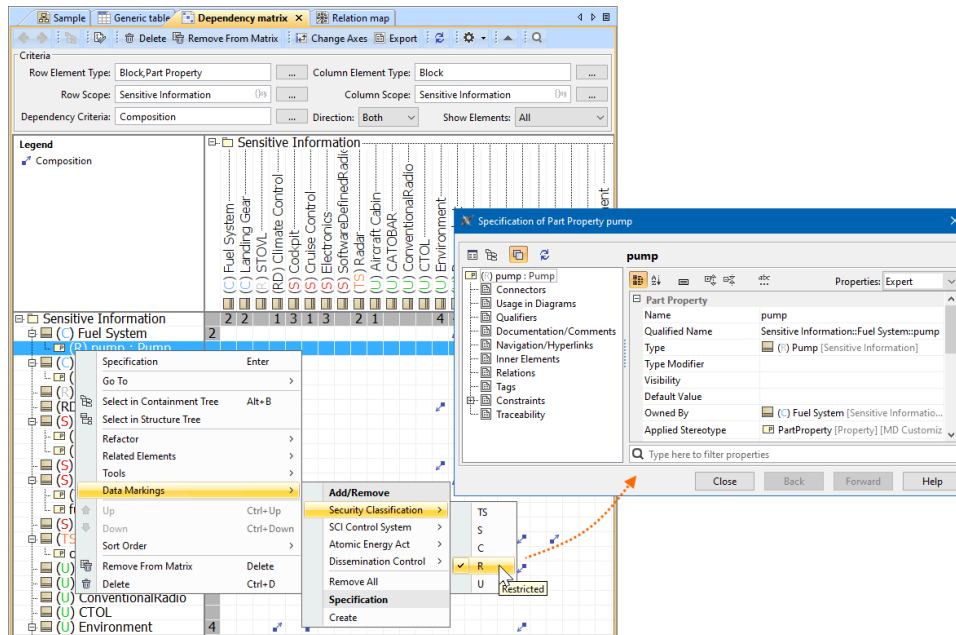 Sample
Generic table
Dependency matrix
Relation map
Delete
Remove From Matrix
Change Axes
Export
Criteria
Row Element Type: Block,Part Property ...
Column Element Type: Block ...
Row Scope: Sensitive Information ...
Column Scope: Sensitive Information ...
Dependency Criteria: Composition ...
Direction: Both
Show Elements: All
Legend
Composition
Sensitive Information
(C) Fuel System
(C) Landing Gear
(R) STOVL
(RD) Climate Control
(S) Cockpit
(S) Cruise Control
(S) Electronics
(S) SoftwareDefinedRadio
(TS) Radar
(U) Aircraft Cabin
(U) CATOBAR
(U) ConventionalRadio
(U) CTOL
(U) Environment
Sensitive Information 2 2 1 3 1 3 2 1 4
(C) Fuel System 2
(R) pump : Pump
(C)
(R)
(RD
(S)
(S)
(S)
(S)
(TS
(U)
(U)
(U) ConventionalRadio
(U) CTOL
(U) Environment 4
Specification Enter
Go To
Select in Containment Tree Alt+B
Select in Structure Tree
Refactor
Related Elements
Tools
Data Markings
Up Ctrl+Up
Down Ctrl+Down
Sort Order
Remove From Matrix Delete
Delete Ctrl+D
Add/Remove
Security Classification
SCI Control System
Atomic Energy Act
Dissemination Control
Remove All
Specification
Create
TS
S
C
R
U
Restricted
Specification of Part Property pump
(R) pump : Pump
Connectors
Usage in Diagrams
Qualifiers
Documentation/Comments
Navigation/Hyperlinks
Inner Elements
Relations
Tags
Constraints
Traceability
pump
Properties: Expert
Part Property
Name pump
Qualified Name Sensitive Information::Fuel System::pump
Type (R) Pump [Sensitive Information]
Type Modifier
Visibility
Default Value
Owned By (C) Fuel System [Sensitive Informatio...
Applied Stereotype PartProperty [Property] [MD Customiz
Type here to filter properties
Close
Back
Forward
Help